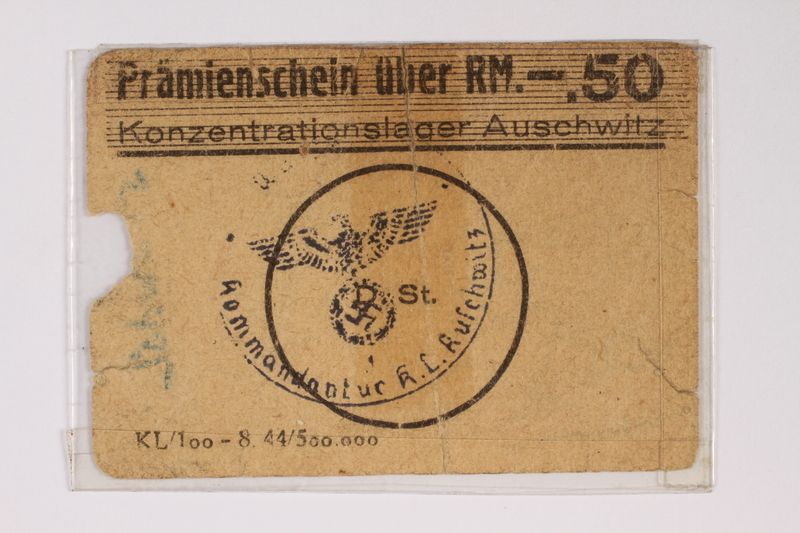 Prämienschein über RM.—.50
Konzentrationslager Auschwitz
D. St.
Kommandantur K.L. Auschwitz
KL/100 – 8. 44/500.000